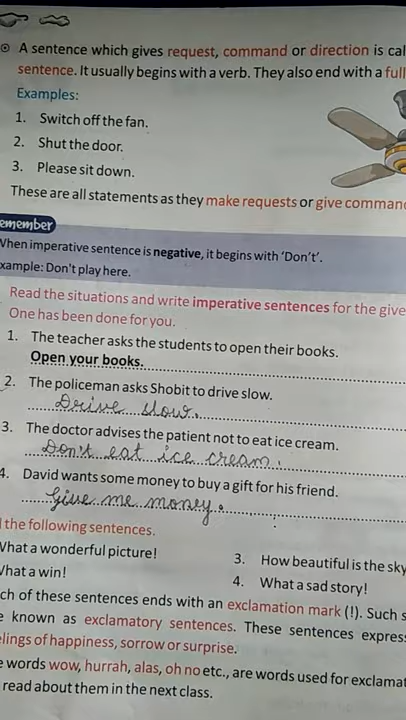 A sentence which gives request, command or direction is cal
sentence. It usually begins with a verb. They also end with a full
Examples:
1. Switch off the fan.
2. Shut the door.
3. Please sit down.
These are all statements as they make requests or give comman
emember
When imperative sentence is negative, it begins with 'Don't'.
xample: Don't play here.
Read the situations and write imperative sentences for the give
One has been done for you.
1. The teacher asks the students to open their books.
Open your books.
2. The policeman asks Shobit to drive slow.
Drive slow.
3. The doctor advises the patient not to eat ice cream.
Don't eat ice cream.
4. David wants some money to buy a gift for his friend.
Give me money.
d the following sentences.
What a wonderful picture! 3. How beautiful is the sky
What a win! 4. What a sad story!
ch of these sentences ends with an exclamation mark (!). Such s
e known as exclamatory sentences. These sentences expres
elings of happiness, sorrow or surprise.
e words wow, hurrah, alas, oh no etc., are words used for exclamat
read about them in the next class.